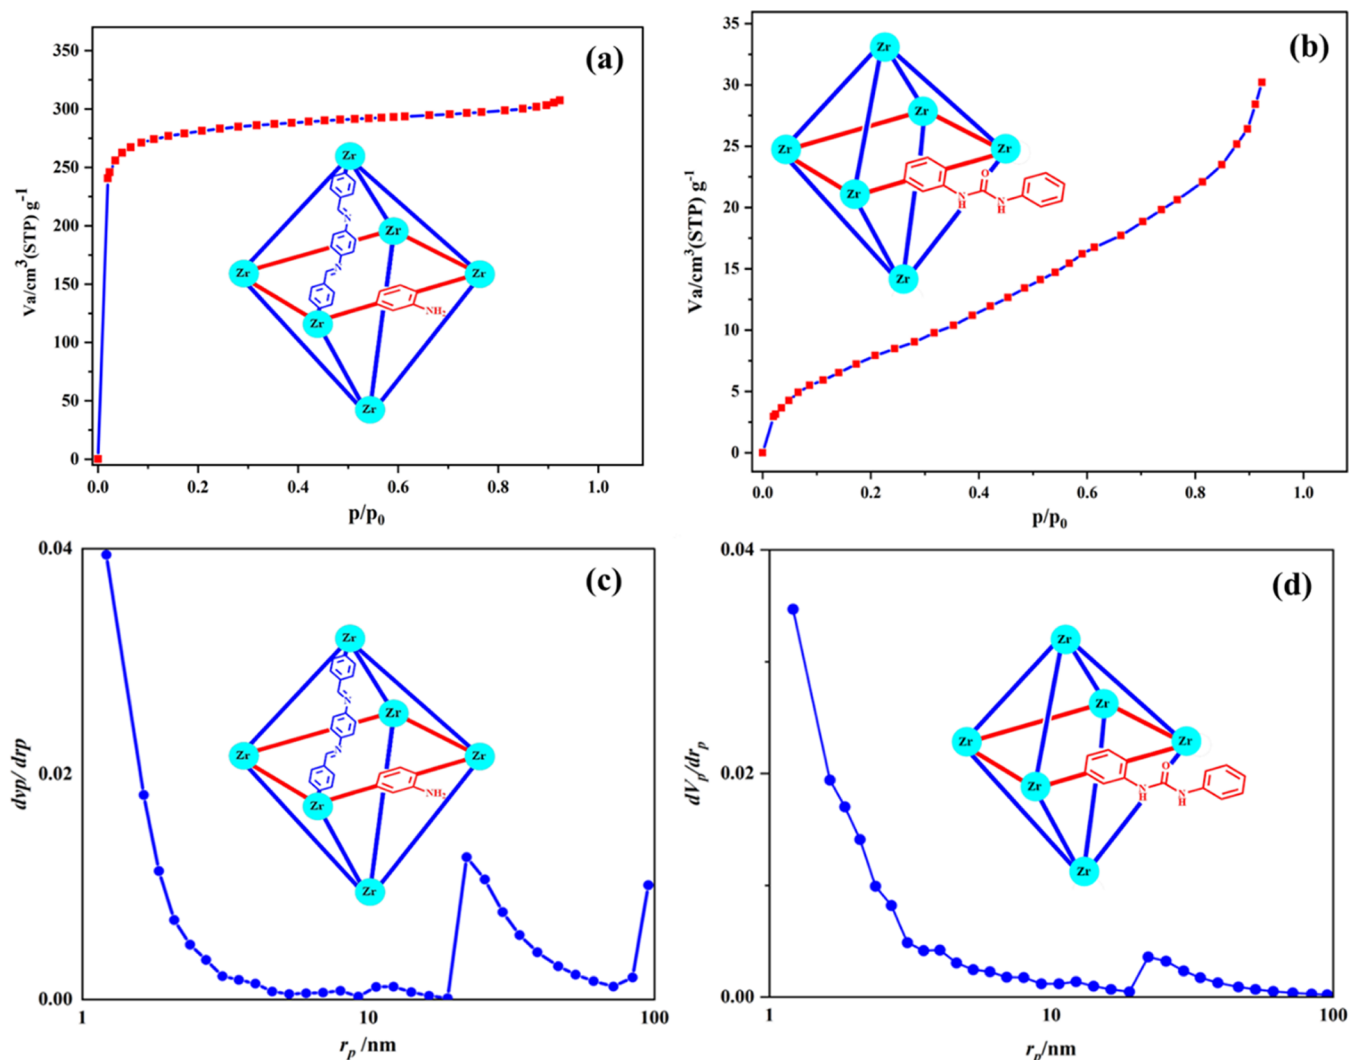 (a)
350
300
250
200
150
100
50
0
Va/cm³(STP) g⁻¹
0.0 0.2 0.4 0.6 0.8 1.0
p/p₀
Zr
N
Zr
N
Zr
Zr
NH₂
Zr
Zr
(b)
35
30
25
20
15
10
5
0
Va/cm³(STP) g⁻¹
0.0 0.2 0.4 0.6 0.8 1.0
p/p₀
Zr
Zr
Zr
Zr
O
Zr
N
H
N
H
Zr
(c)
0.04
0.02
0.00
dvp/ drp
1 10 100
rₚ /nm
Zr
N
Zr
N
Zr
Zr
NH₂
Zr
Zr
(d)
0.04
0.02
0.00
dVₚ/drₚ
1 10 100
rₚ/nm
Zr
Zr
Zr
Zr
O
Zr
N
H
N
H
Zr